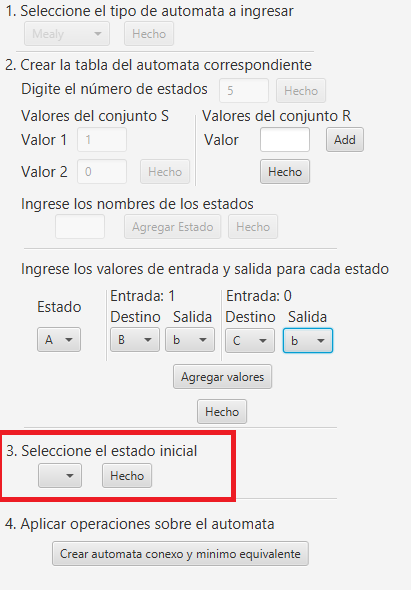 1. Seleccione el tipo de automata a ingresar
Mealy Hecho
2. Crear la tabla del automata correspondiente
Digite el número de estados 5 Hecho
Valores del conjunto S Valores del conjunto R
Valor 1 1 Valor Add
Valor 2 0 Hecho Hecho
Ingrese los nombres de los estados
Agregar Estado Hecho
Ingrese los valores de entrada y salida para cada estado
Entrada: 1 Entrada: 0
Estado Destino Salida Destino Salida
A B b C b
Agregar valores
Hecho
3. Seleccione el estado inicial
Hecho
4. Aplicar operaciones sobre el automata
Crear automata conexo y minimo equivalente